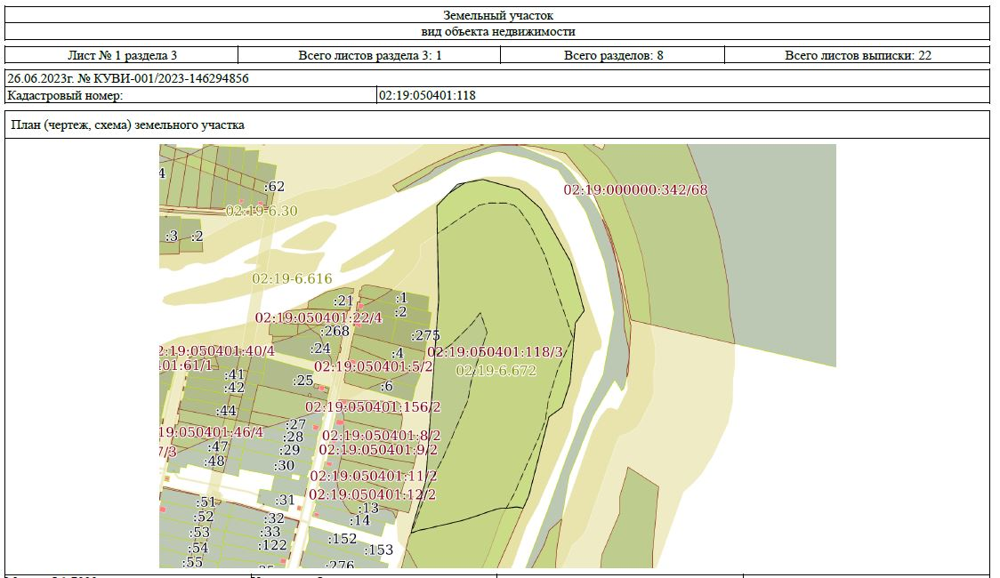 Земельный участок
вид объекта недвижимости
Лист № 1 раздела 3 Всего листов раздела 3: 1 Всего разделов: 8 Всего листов выписки: 22
26.06.2023г. № КУВИ-001/2023-146294856
Кадастровый номер: 02:19:050401:118
План (чертеж, схема) земельного участка
4
:62
02:19:000000:342/68
02:19-6.30
:3 :2
02:19-6.616
:21 :1
:2
02:19:050401:22/4
:268 :275
2:19:050401:40/4 :24 :4 02:19:050401:118/3
401:61/1 02:19:050401:5/2 02:19-6.672
:41
:42 :25 :6
:44 02:19:050401:156/2
:27
19:050401:46/4 :28 02:19:050401:8/2
7/3 :47 :29 02:19:050401:9/2
:48 :30
02:19:050401:11/2
:51 :31 02:19:050401:12/2
:52 :32 :13
:14
:53 :33
:54 :122 :152
:55 :153
:276